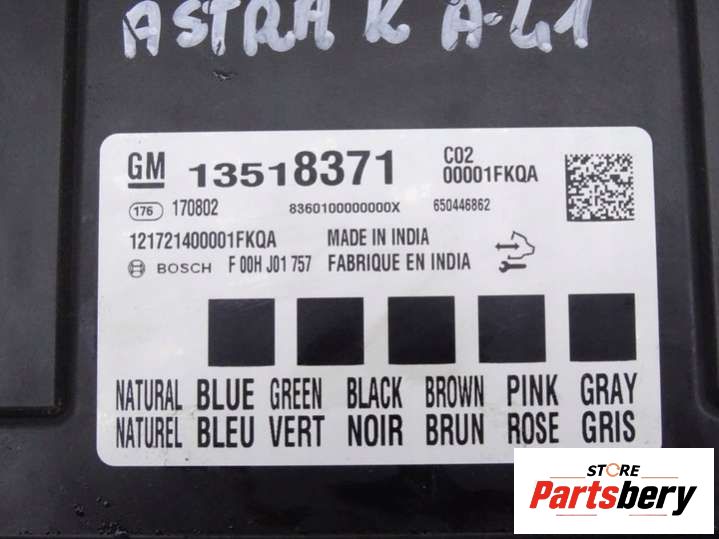 ASTRA K A-41
GM 13518371 C02
00001FKQA
176 170802 8360100000000X 650446862
121721400001FKQA MADE IN INDIA
BOSCH F 00H J01 757 FABRIQUE EN INDIA
NATURAL BLUE GREEN BLACK BROWN PINK GRAY
NATUREL BLEU VERT NOIR BRUN ROSE GRIS
STORE
Partsbery